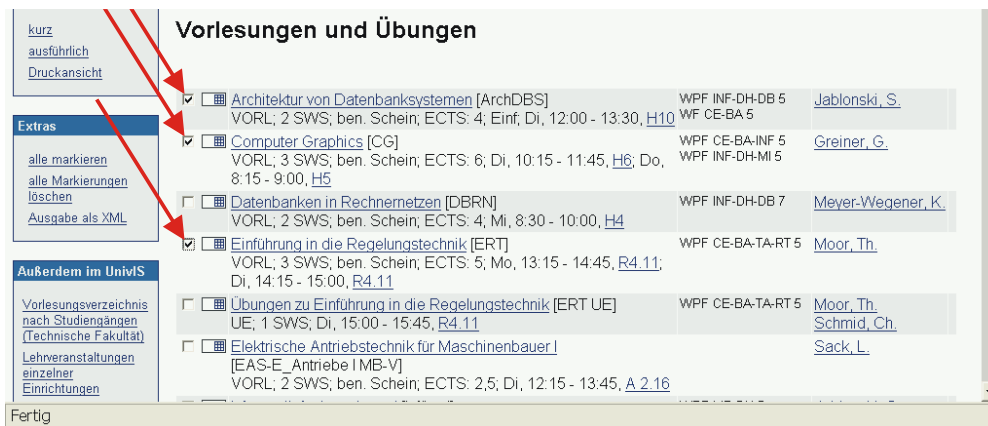 kurz
ausführlich
Druckansicht
Extras
alle markieren
alle Markierungen
löschen
Ausgabe als XML
Außerdem im UnivIS
Vorlesungsverzeichnis
nach Studiengängen
(Technische Fakultät)
Lehrveranstaltungen
einzelner
Einrichtungen
Vorlesungen und Übungen
Architektur von Datenbanksystemen [ArchDBS] WPF INF-DH-DB 5 Jablonski, S.
VORL; 2 SWS; ben. Schein; ECTS: 4; Einf; Di, 12:00 - 13:30, H10 WF CE-BA 5
Computer Graphics [CG] WPF CE-BA-INF 5 Greiner, G.
VORL; 3 SWS; ben. Schein; ECTS: 6; Di, 10:15 - 11:45, H6; Do, WPF INF-DH-MI 5
8:15 - 9:00, H5
Datenbanken in Rechnernetzen [DBRN] WPF INF-DH-DB 7 Meyer-Wegener, K.
VORL; 2 SWS; ben. Schein; ECTS: 4; Mi, 8:30 - 10:00, H4
Einführung in die Regelungstechnik [ERT] WPF CE-BA-TA-RT 5 Moor, Th.
VORL; 3 SWS; ben. Schein; ECTS: 5; Mo, 13:15 - 14:45, R4.11;
Di, 14:15 - 15:00, R4.11
Übungen zu Einführung in die Regelungstechnik [ERT UE] WPF CE-BA-TA-RT 5 Moor, Th.
UE; 1 SWS; Di, 15:00 - 15:45, R4.11 Schmid, Ch.
Elektrische Antriebstechnik für Maschinenbauer I Sack, L.
[EAS-E_Antriebe I MB-V]
VORL; 2 SWS; ben. Schein; ECTS: 2,5; Di, 12:15 - 13:45, A 2.16
Fertig